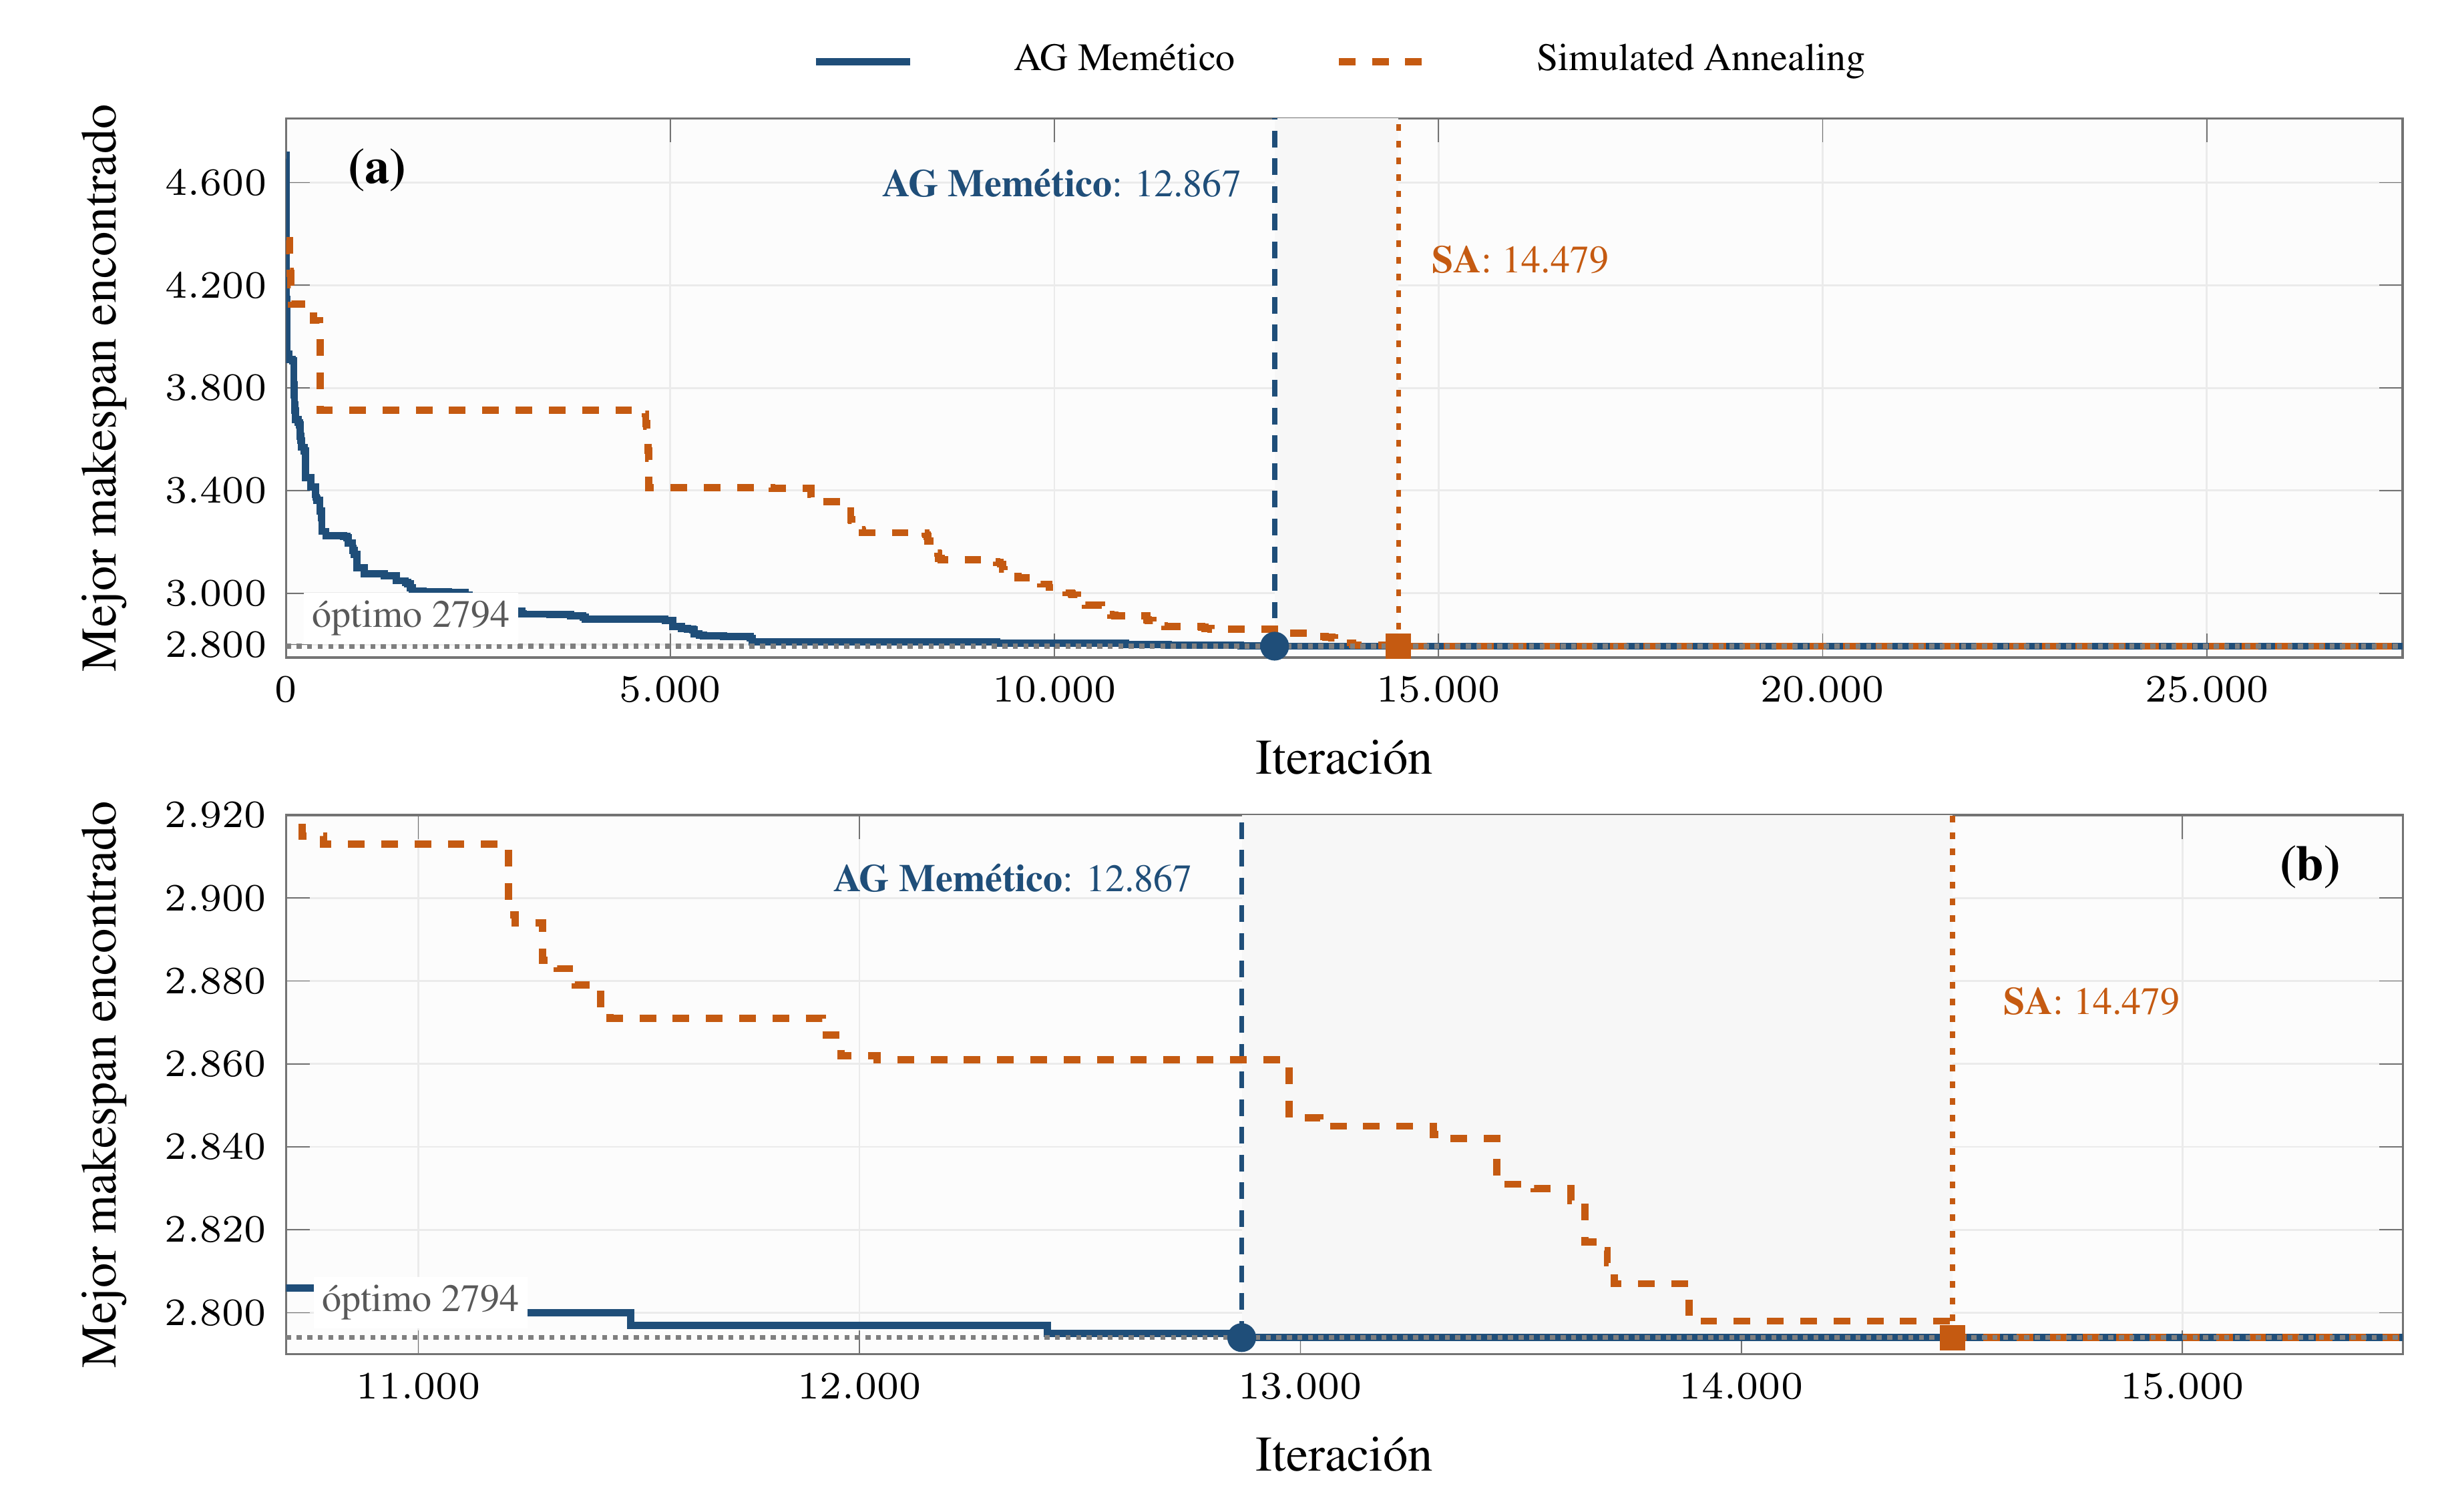 AG Memético Simulated Annealing
Mejor makespan encontrado
(a)
AG Memético: 12.867
SA: 14.479
4.600
4.200
3.800
3.400
3.000
2.800
óptimo 2794
0 5.000 10.000 15.000 20.000 25.000
Iteración
Mejor makespan encontrado
(b)
AG Memético: 12.867
SA: 14.479
2.920
2.900
2.880
2.860
2.840
2.820
2.800
óptimo 2794
11.000 12.000 13.000 14.000 15.000
Iteración